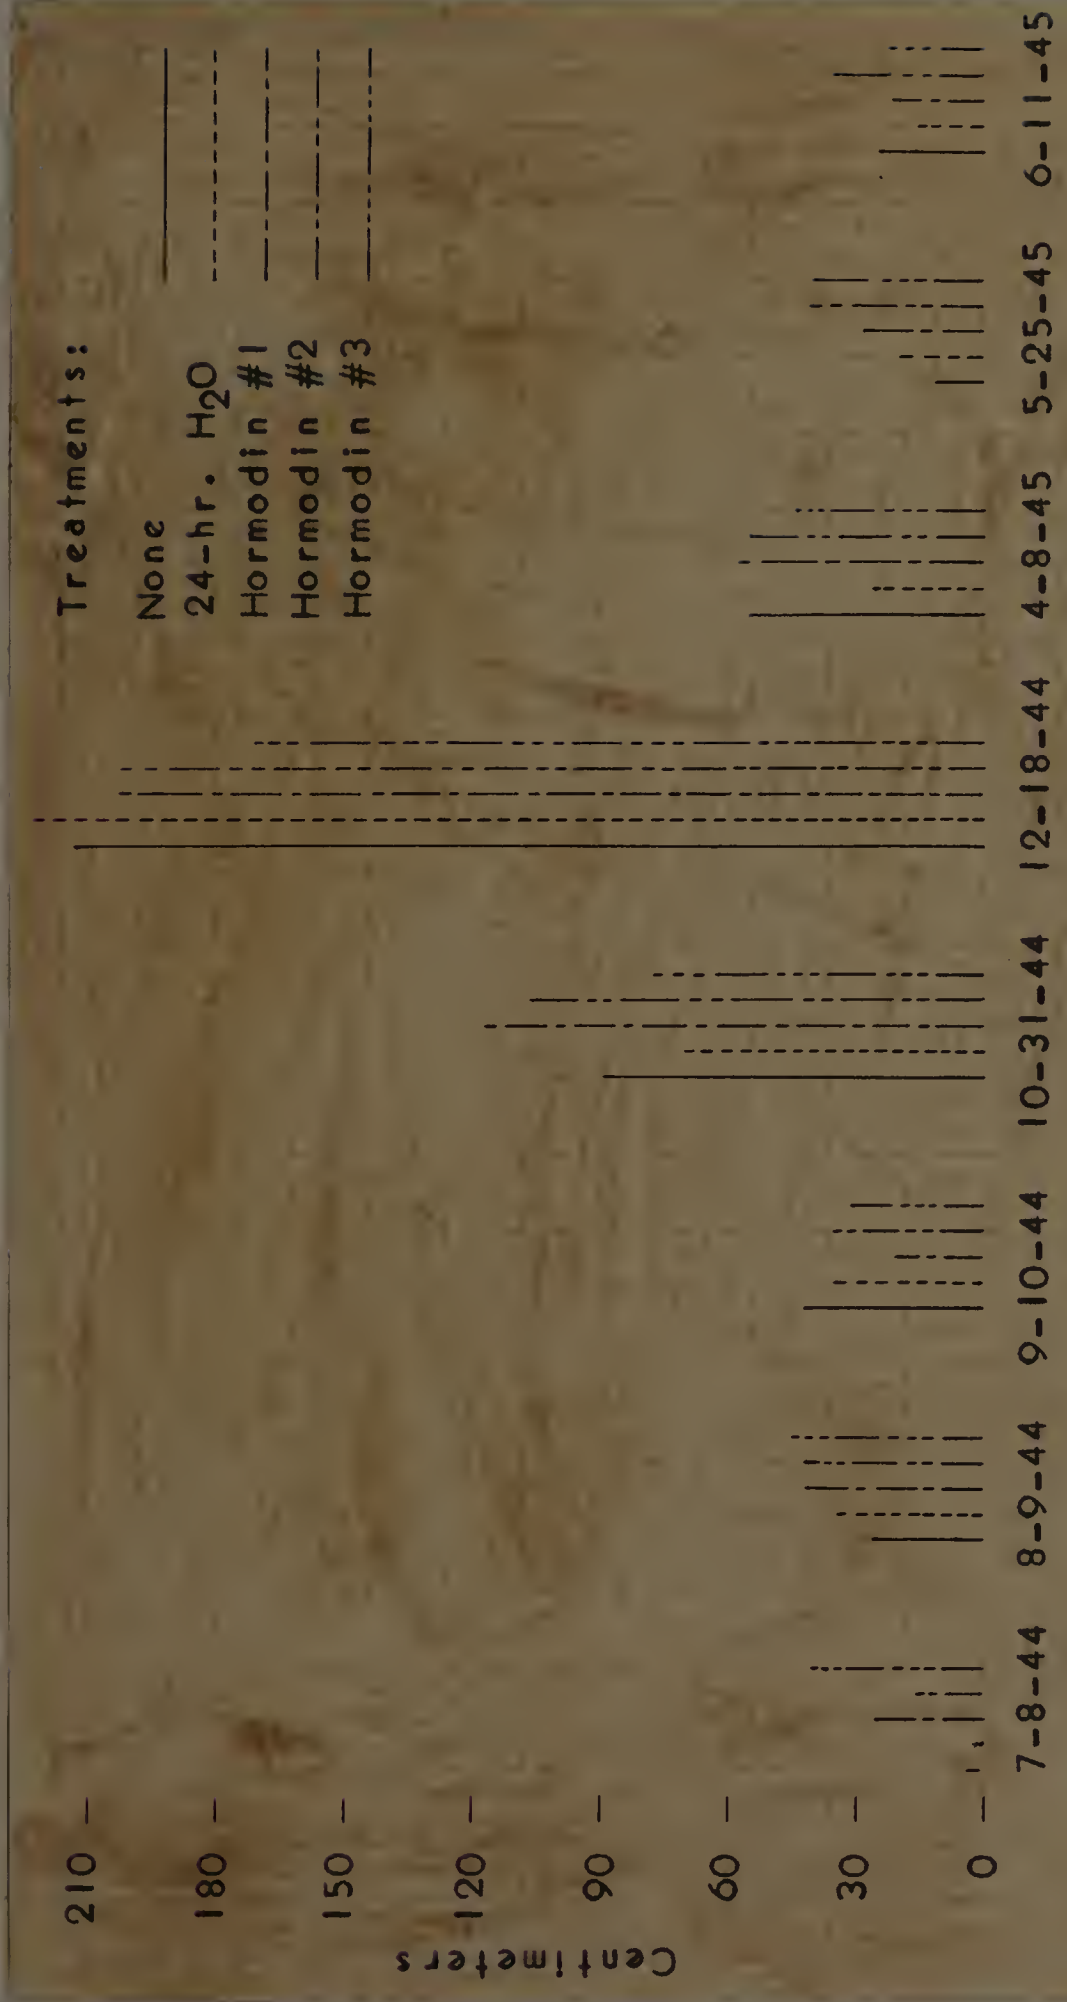 Treatments:
None
24-hr. H₂O
Hormodin #1
Hormodin #2
Hormodin #3
Centimeters
210
180
150
120
90
60
30
0
7-8-44 8-9-44 9-10-44 10-31-44 12-18-44 4-8-45 5-25-45 6-11-45